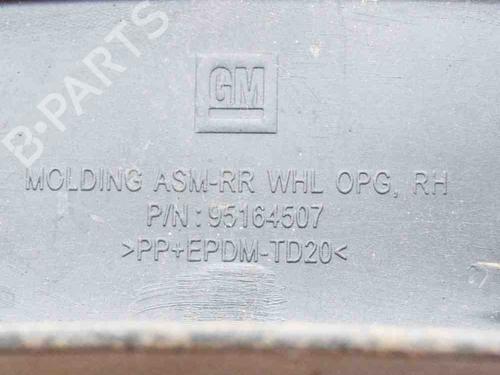 B-PARTS
GM
MOLDING ASM-RR WHL OPG, RH
P/N : 95164507
>PP+EPDM-TD20<